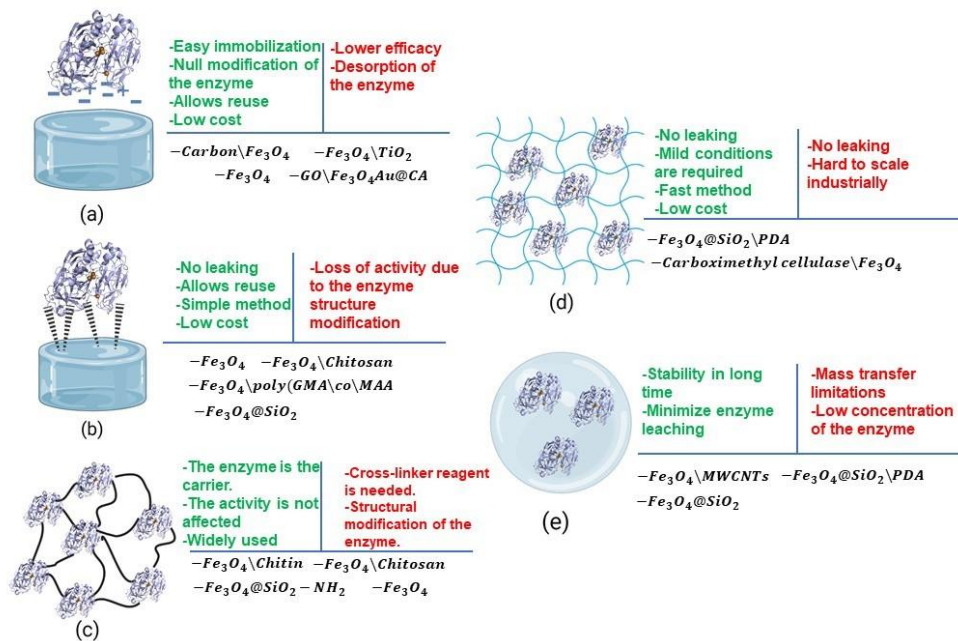 -Easy immobilization
-Null modification of
the enzyme
-Allows reuse
-Low cost
-Lower efficacy
-Desorption of
the enzyme
−Carbon\Fe₃O₄ −Fe₃O₄\TiO₂
−Fe₃O₄ −GO\Fe₃O₄Au@CA
(a)
-No leaking
-Allows reuse
-Simple method
-Low cost
-Loss of activity due
to the enzyme
structure
modification
−Fe₃O₄ −Fe₃O₄\Chitosan
−Fe₃O₄\poly(GMA\co\MAA
−Fe₃O₄@SiO₂
(b)
-The enzyme is the
carrier.
-The activity is not
affected
-Widely used
-Cross-linker reagent
is needed.
-Structural
modification of the
enzyme.
−Fe₃O₄\Chitin −Fe₃O₄\Chitosan
−Fe₃O₄@SiO₂−NH₂ −Fe₃O₄
(c)
-No leaking
-Mild conditions
are required
-Fast method
-Low cost
-No leaking
-Hard to scale
industrially
−Fe₃O₄@SiO₂\PDA
−Carboximethyl cellulase\Fe₃O₄
(d)
-Stability in long
time
-Minimize enzyme
leaching
-Mass transfer
limitations
-Low concentration
of the enzyme
−Fe₃O₄\MWCNTs −Fe₃O₄@SiO₂\PDA
−Fe₃O₄@SiO₂
(e)